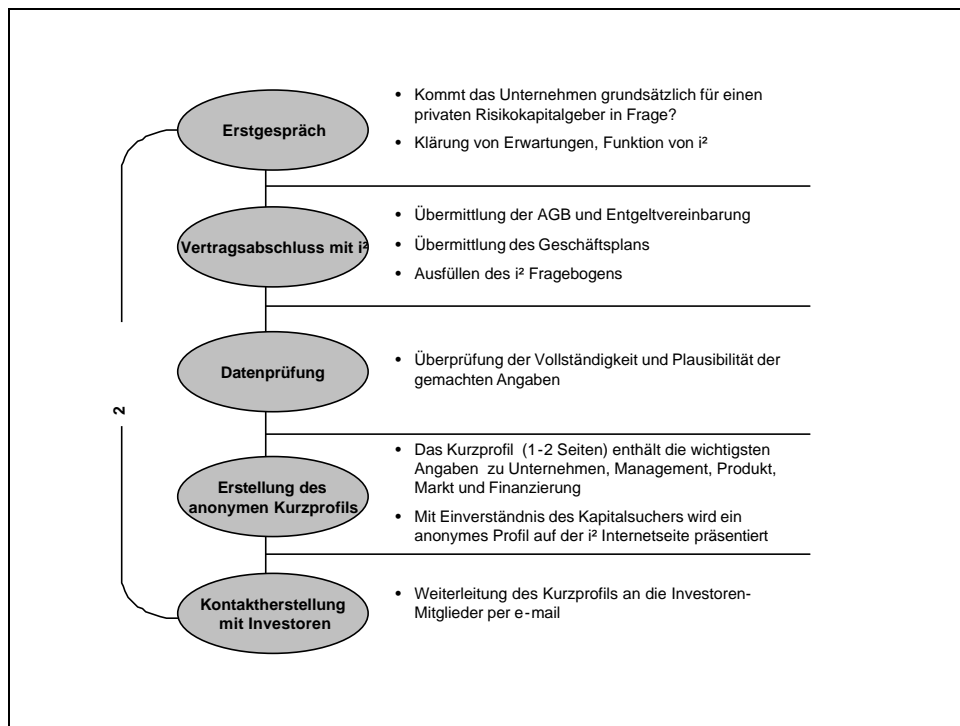 Erstgespräch
• Kommt das Unternehmen grundsätzlich für einen
privaten Risikokapitalgeber in Frage?
• Klärung von Erwartungen, Funktion von i²
Vertragsabschluss mit i²
• Übermittlung der AGB und Entgeltvereinbarung
• Übermittlung des Geschäftsplans
• Ausfüllen des i² Fragebogens
Datenprüfung
• Überprüfung der Vollständigkeit und Plausibilität der
gemachten Angaben
2
Erstellung des
anonymen Kurzprofils
• Das Kurzprofil (1-2 Seiten) enthält die wichtigsten
Angaben zu Unternehmen, Management, Produkt,
Markt und Finanzierung
• Mit Einverständnis des Kapitalsuchers wird ein
anonymes Profil auf der i² Internetseite präsentiert
Kontaktherstellung
mit Investoren
• Weiterleitung des Kurzprofils an die Investoren-
Mitglieder per e-mail